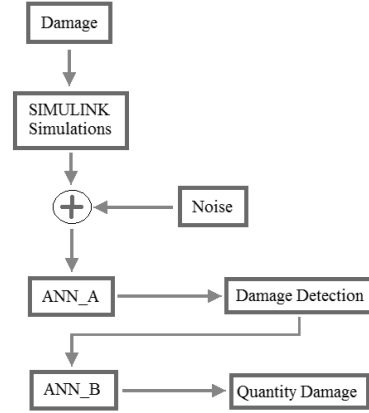 Damage
SIMULINK
Simulations
Noise
ANN_A
Damage Detection
ANN_B
Quantity Damage